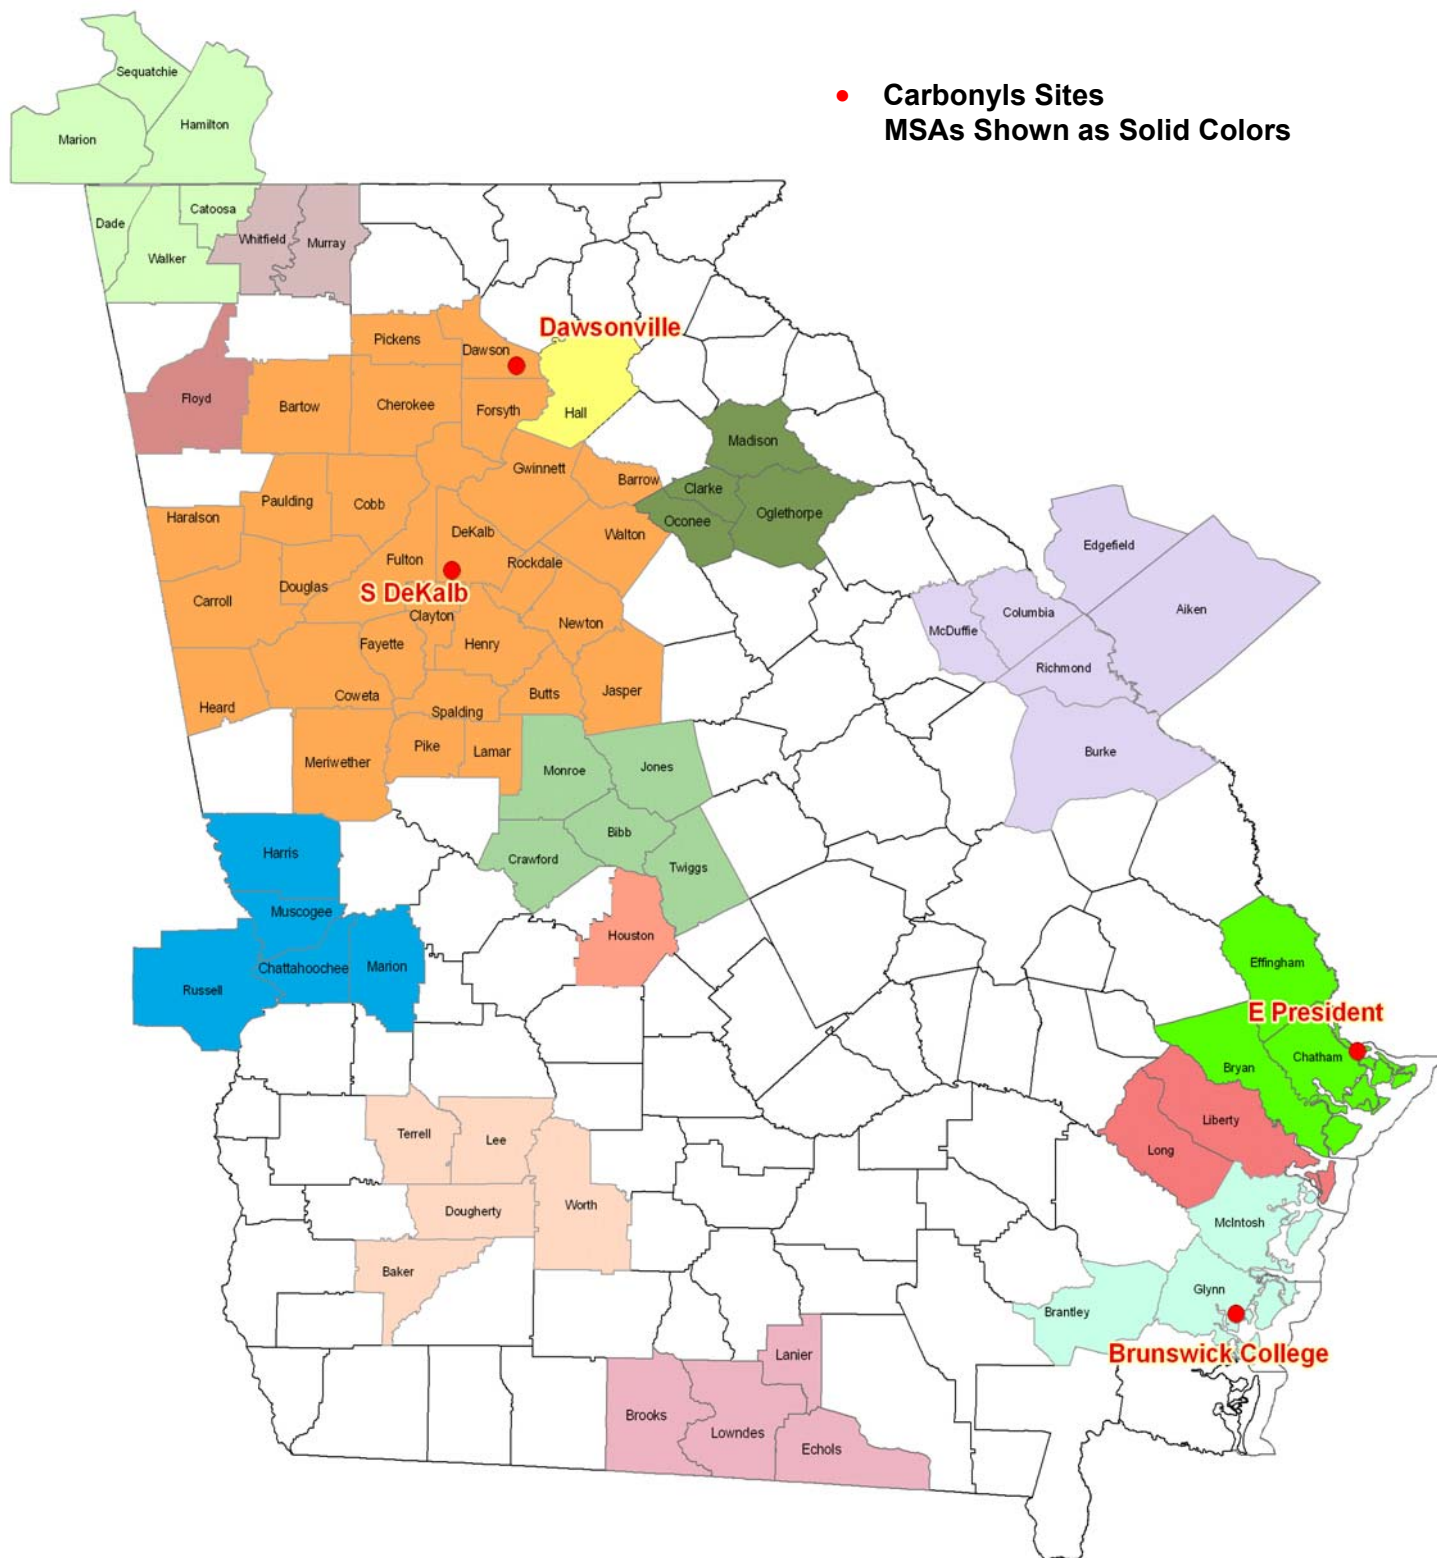 Carbonyls Sites
MSAs Shown as Solid Colors
Sequatchie
Marion
Hamilton
Dade
Catoosa
Walker
Whitfield
Murray
Dawsonville
Pickens
Dawson
Floyd
Bartow
Cherokee
Forsyth
Hall
Madison
Gwinnett
Barrow
Clarke
Oconee
Oglethorpe
Paulding
Cobb
Haralson
DeKalb
Walton
Fulton
Rockdale
Douglas
S DeKalb
Carroll
Clayton
Newton
Fayette
Henry
Heard
Coweta
Butts
Jasper
Spalding
Pike
Lamar
Meriwether
Edgefield
Aiken
Columbia
McDuffie
Richmond
Burke
Monroe
Jones
Bibb
Crawford
Twiggs
Houston
Harris
Muscogee
Chattahoochee
Marion
Russell
Effingham
E President
Chatham
Bryan
Liberty
Long
Terrell
Lee
Worth
Dougherty
Baker
McIntosh
Glynn
Brantley
Brunswick College
Lanier
Brooks
Lowndes
Echols